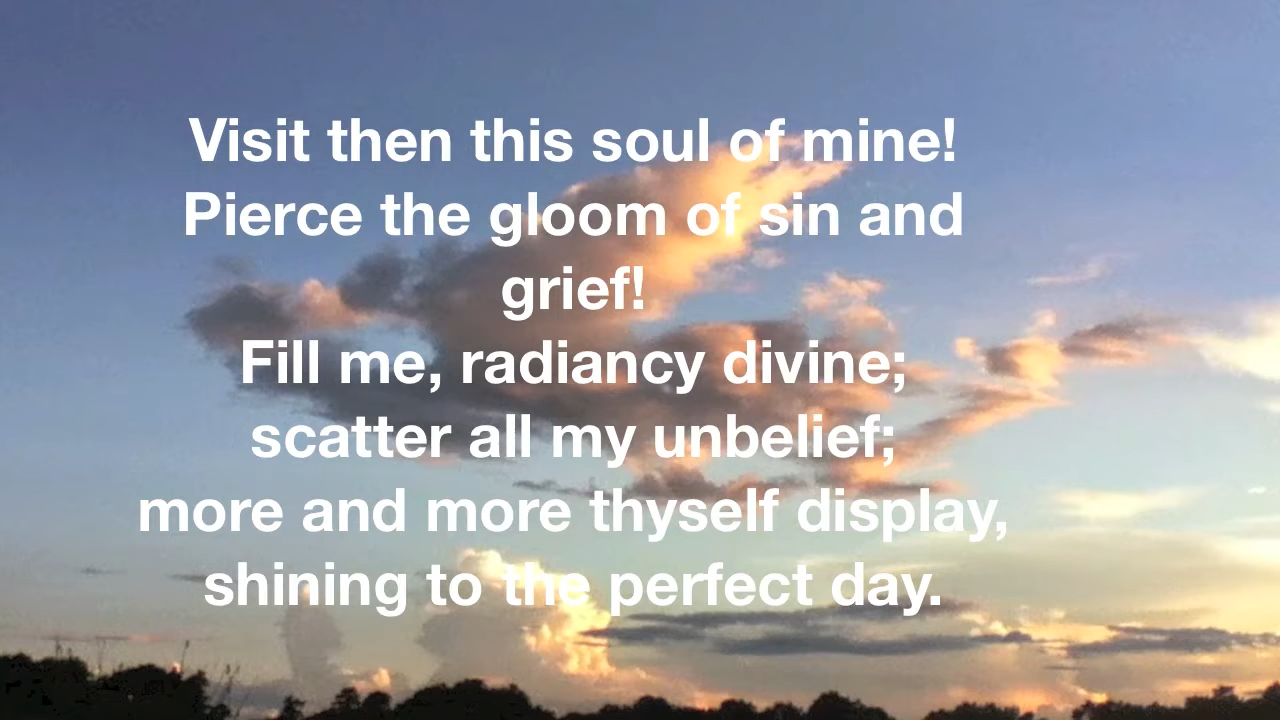 Visit then this soul of mine!
Pierce the gloom of sin and
grief!
Fill me, radiancy divine;
scatter all my unbelief;
more and more thyself display,
shining to the perfect day.